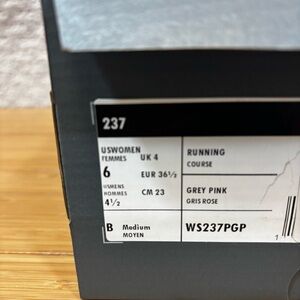 237
USWOMEN
FEMMES
UK 4
6
EUR 36½
USMENS
HOMMES
CM 23
4½
B Medium
MOYEN
RUNNING
COURSE
GREY PINK
GRIS ROSE
WS237PGP
1